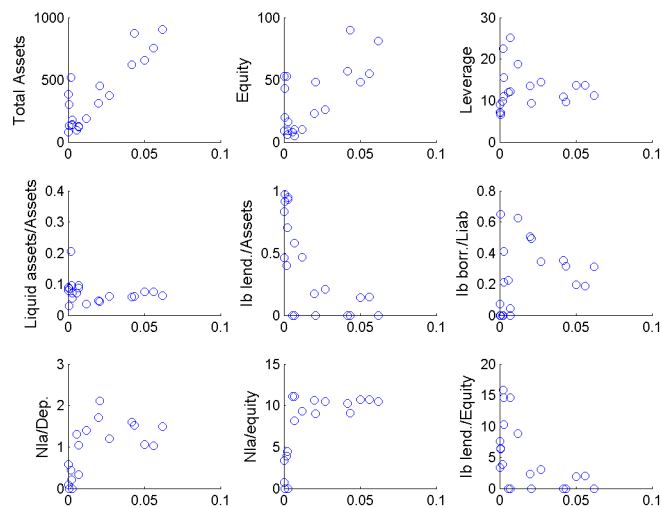 Total Assets
1000
500
0
0 0.05 0.1
Equity
100
50
0
0 0.05 0.1
Leverage
30
20
10
0
0 0.05 0.1
Liquid assets/Assets
0.4
0.3
0.2
0.1
0
0 0.05 0.1
Ib lend./Assets
1
0.5
0
0 0.05 0.1
Ib borr./Liab
0.8
0.6
0.4
0.2
0
0 0.05 0.1
Nla/Dep.
3
2
1
0
0 0.05 0.1
Nla/equity
15
10
5
0
0 0.05 0.1
Ib lend./Equity
20
15
10
5
0
0 0.05 0.1